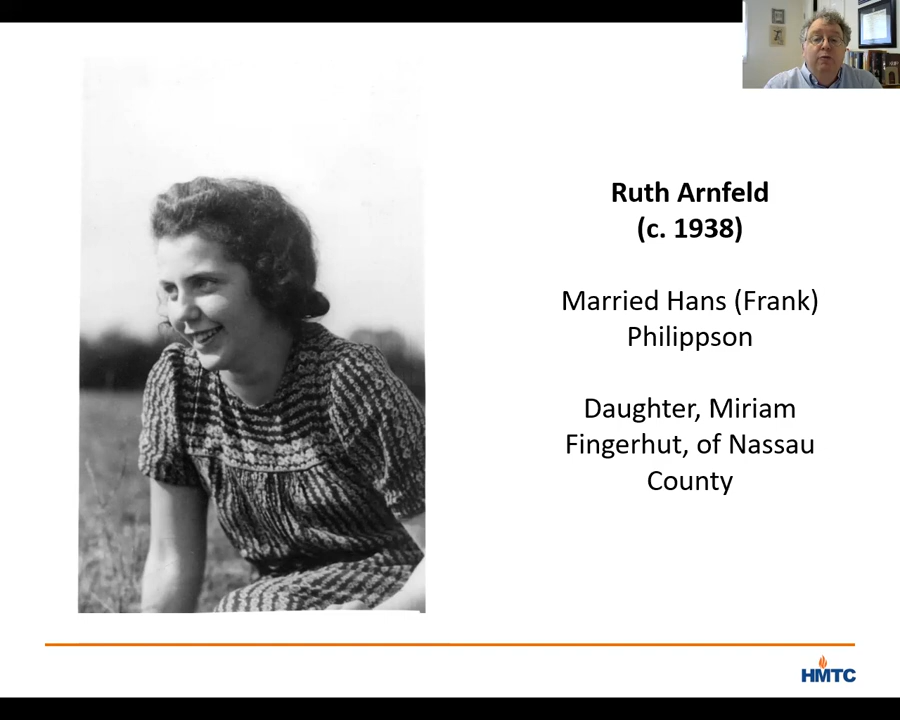 Ruth Arnfeld
(c. 1938)
Married Hans (Frank)
Philippson
Daughter, Miriam
Fingerhut, of Nassau
County
HMTC